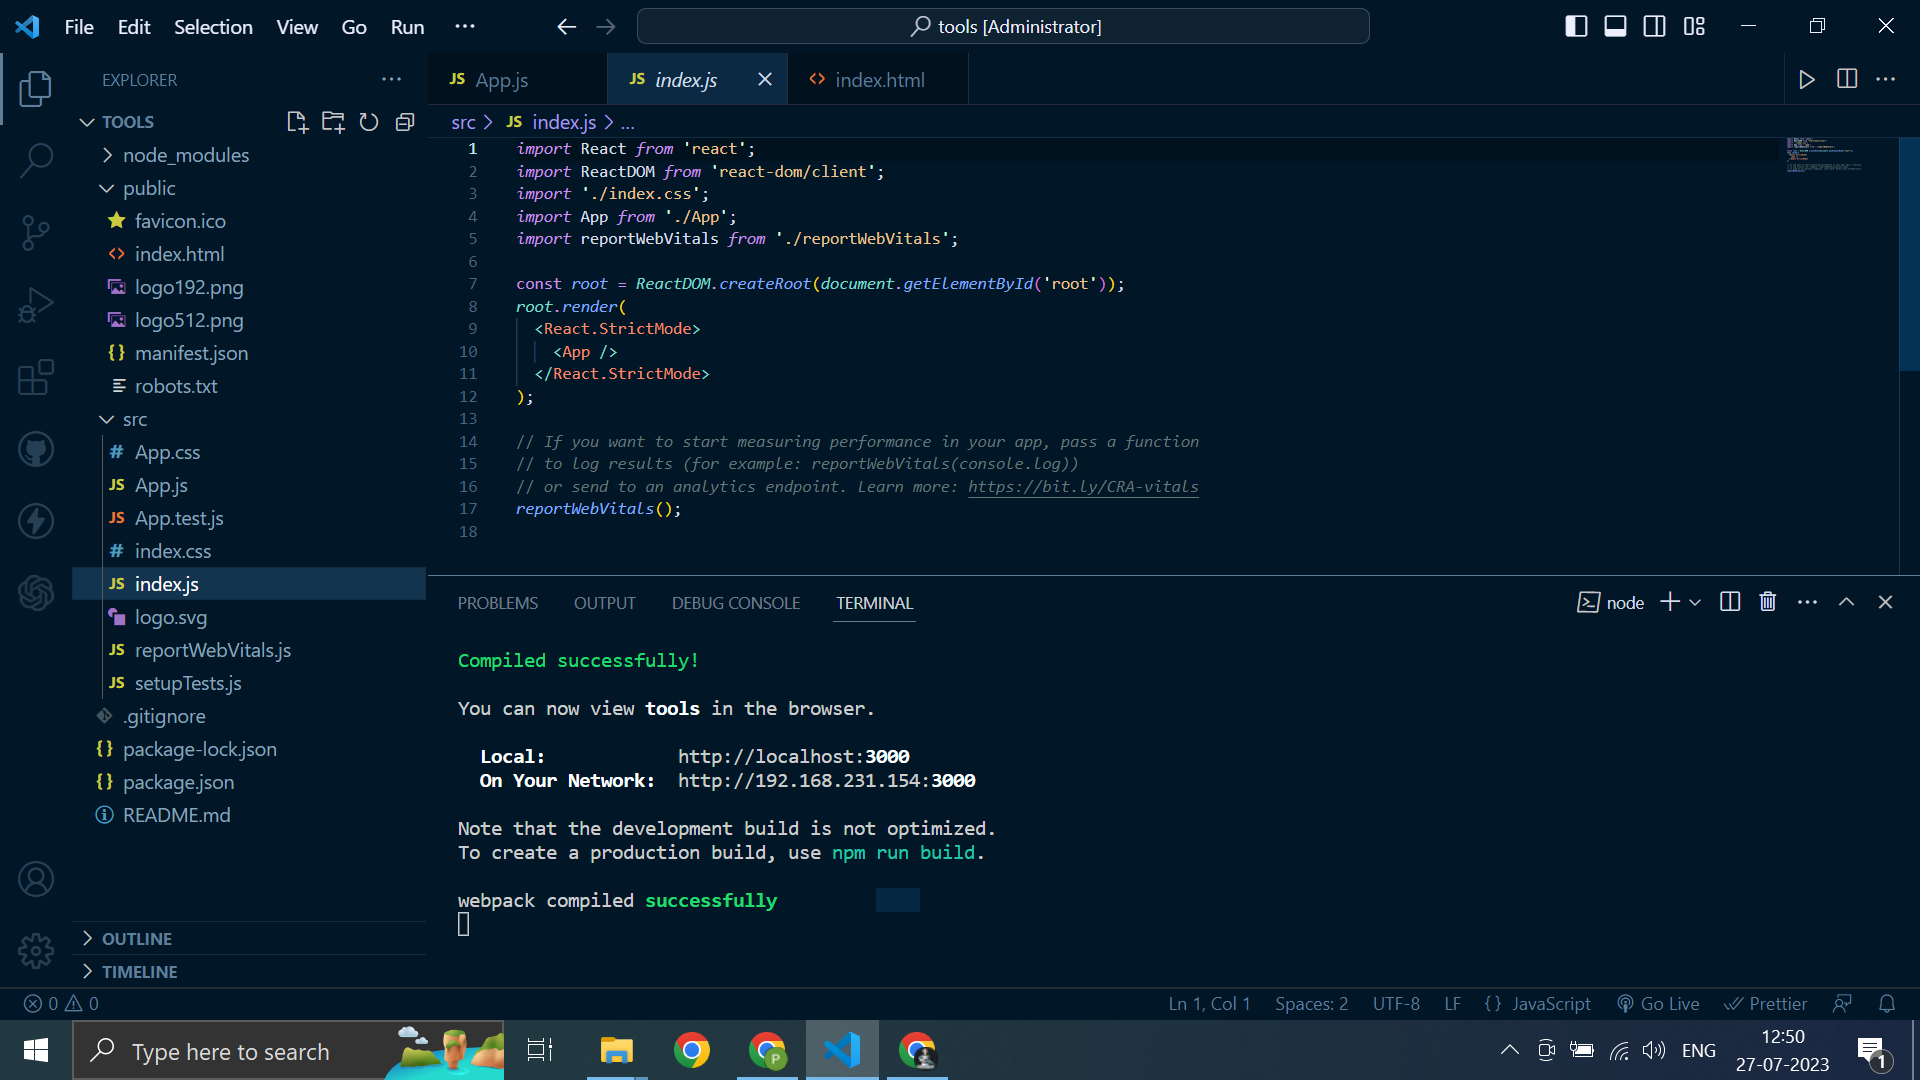 File Edit Selection View Go Run ···
tools [Administrator]
EXPLORER
TOOLS
node_modules
public
favicon.ico
index.html
logo192.png
logo512.png
manifest.json
robots.txt
src
App.css
App.js
App.test.js
index.css
index.js
logo.svg
reportWebVitals.js
setupTests.js
.gitignore
package-lock.json
package.json
README.md
OUTLINE
TIMELINE
JS App.js
JS index.js
index.html
src > JS index.js > ...
1 import React from 'react';
2 import ReactDOM from 'react-dom/client';
3 import './index.css';
4 import App from './App';
5 import reportWebVitals from './reportWebVitals';
6
7 const root = ReactDOM.createRoot(document.getElementById('root'));
8 root.render(
9 <React.StrictMode>
10 <App />
11 </React.StrictMode>
12 );
13
14 // If you want to start measuring performance in your app, pass a function
15 // to log results (for example: reportWebVitals(console.log))
16 // or send to an analytics endpoint. Learn more: https://bit.ly/CRA-vitals
17 reportWebVitals();
18
PROBLEMS OUTPUT DEBUG CONSOLE TERMINAL
node
Compiled successfully!
You can now view tools in the browser.
Local: http://localhost:3000
On Your Network: http://192.168.231.154:3000
Note that the development build is not optimized.
To create a production build, use npm run build.
webpack compiled successfully
0 0
Ln 1, Col 1 Spaces: 2 UTF-8 LF {} JavaScript Go Live Prettier
Type here to search
P
ENG
12:50
27-07-2023
1